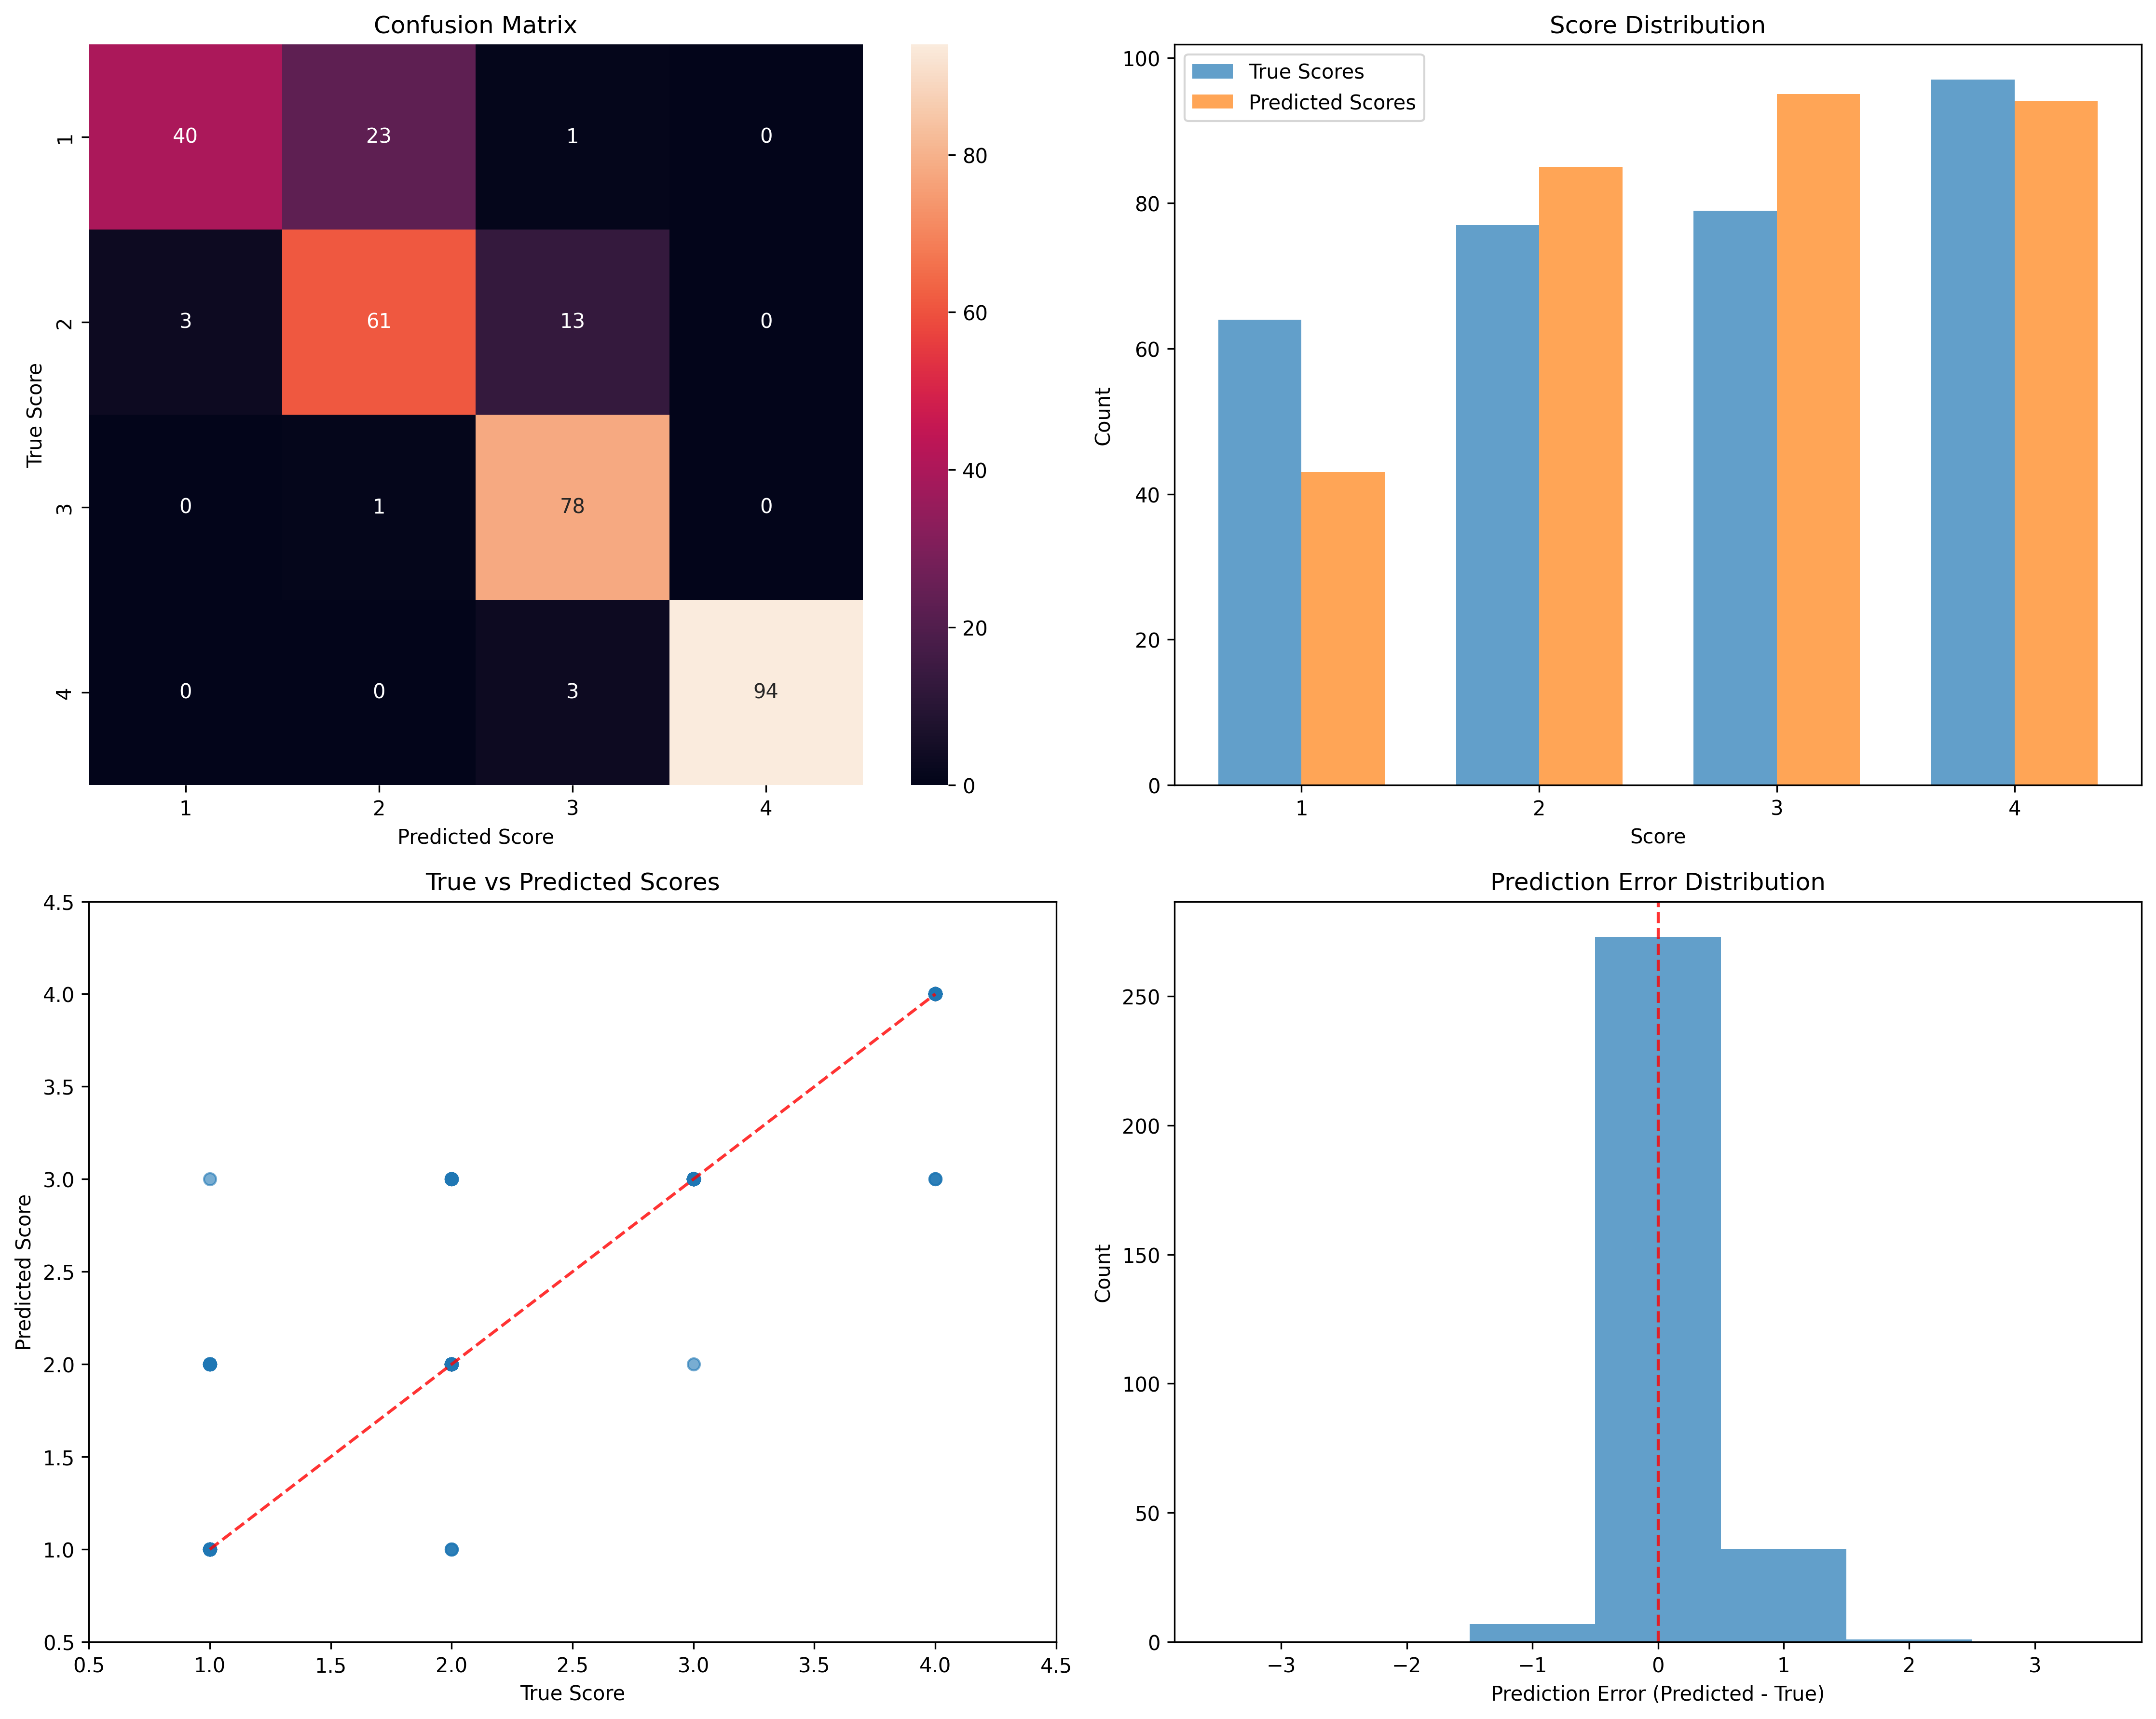 Confusion Matrix
1
40 23 1 0
2
3 61 13 0
3
0 1 78 0
4
0 0 3 94
True Score
1 2 3 4
Predicted Score
80
60
40
20
0
Score Distribution
True Scores
Predicted Scores
100
80
60
40
20
0
Count
1 2 3 4
Score
True vs Predicted Scores
4.5
4.0
3.5
3.0
2.5
2.0
1.5
1.0
0.5
Predicted Score
0.5 1.0 1.5 2.0 2.5 3.0 3.5 4.0 4.5
True Score
Prediction Error Distribution
250
200
150
100
50
0
Count
−3 −2 −1 0 1 2 3
Prediction Error (Predicted - True)